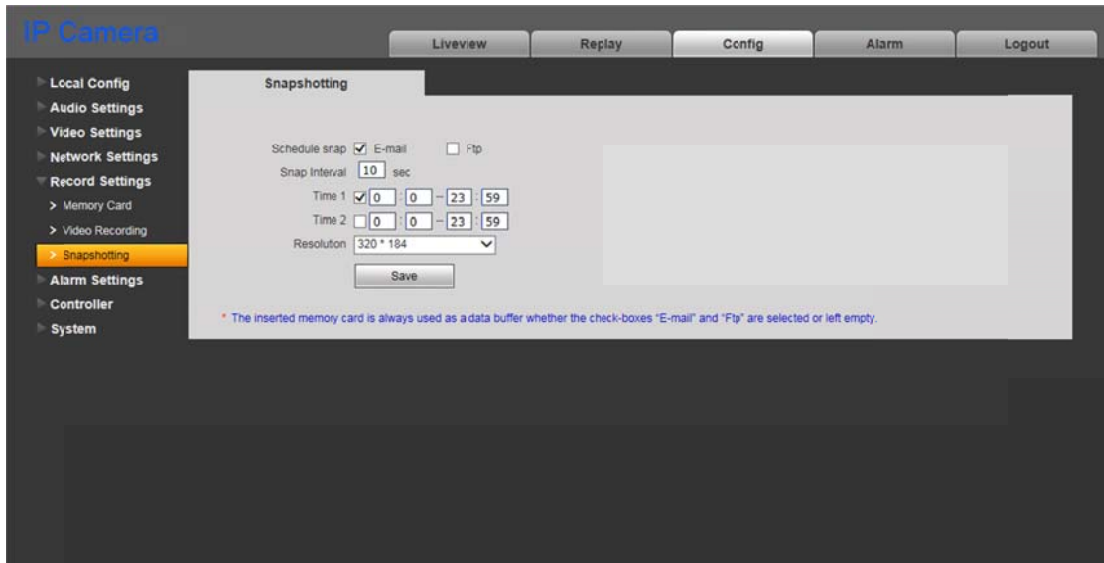 IP Camera
Liveview Replay Config Alarm Logout
Local Config
Audio Settings
Video Settings
Network Settings
Record Settings
> Memory Card
> Video Recording
> Snapshotting
Alarm Settings
Controller
System
Snapshotting
Schedule snap E-mail Ftp
Snap Interval 10 sec
Time 1 0 : 0 – 23 : 59
Time 2 0 : 0 – 23 : 59
Resoluton 320 * 184
Save
* The inserted memory card is always used as a data buffer whether the check-boxes “E-mail” and “Ftp” are selected or left empty.